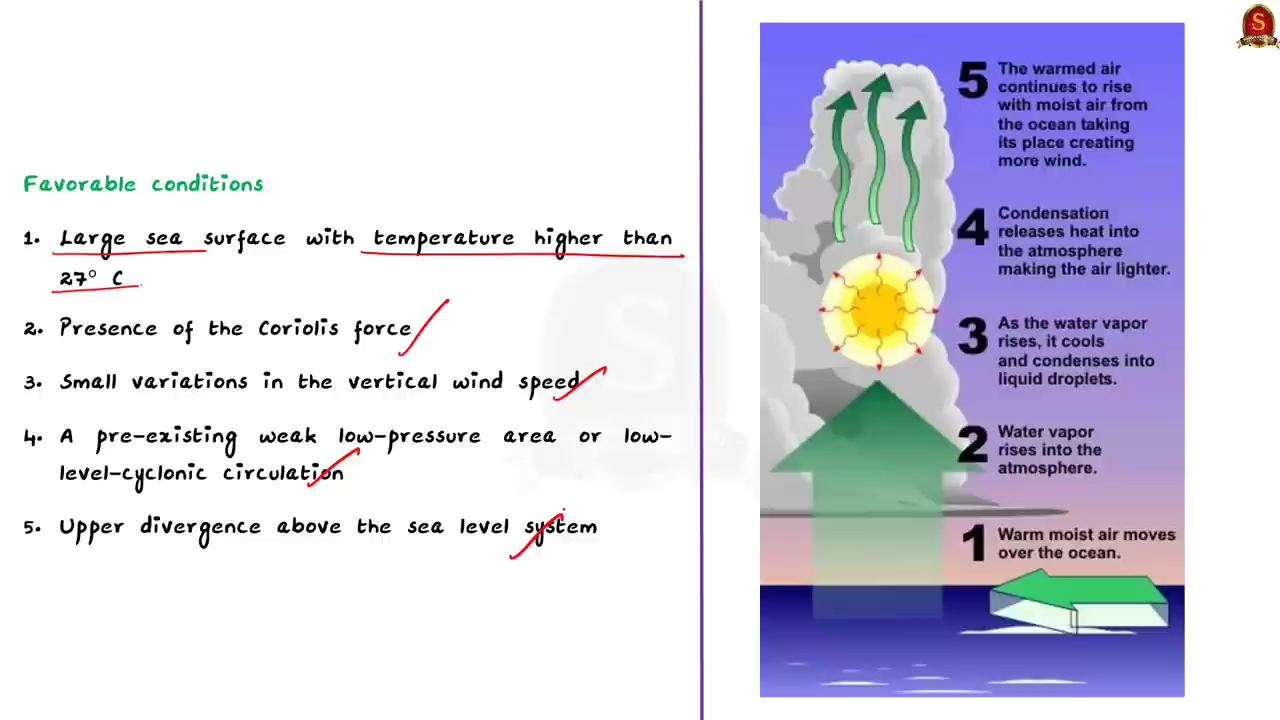 Favorable conditions
1. Large sea surface with temperature higher than
27° C
2. Presence of the Coriolis force
3. Small variations in the vertical wind speed
4. A pre-existing weak low-pressure area or low-
level-cyclonic circulation
5. Upper divergence above the sea level system
S
S
5 The warmed air
continues to rise
with moist air from
the ocean taking
its place creating
more wind.
4 Condensation
releases heat into
the atmosphere
making the air lighter.
3 As the water vapor
rises, it cools
and condenses into
liquid droplets.
2 Water vapor
rises into the
atmosphere.
1 Warm moist air moves
over the ocean.